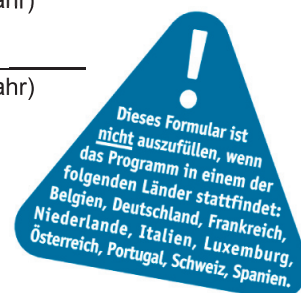 ahr)
ahr)
!
Dieses Formular ist
nicht auszufüllen, wenn
das Programm in einem der
folgenden Länder stattfindet:
Belgien, Deutschland, Frankreich,
Niederlande, Italien, Luxemburg,
Österreich, Portugal, Schweiz, Spanien.